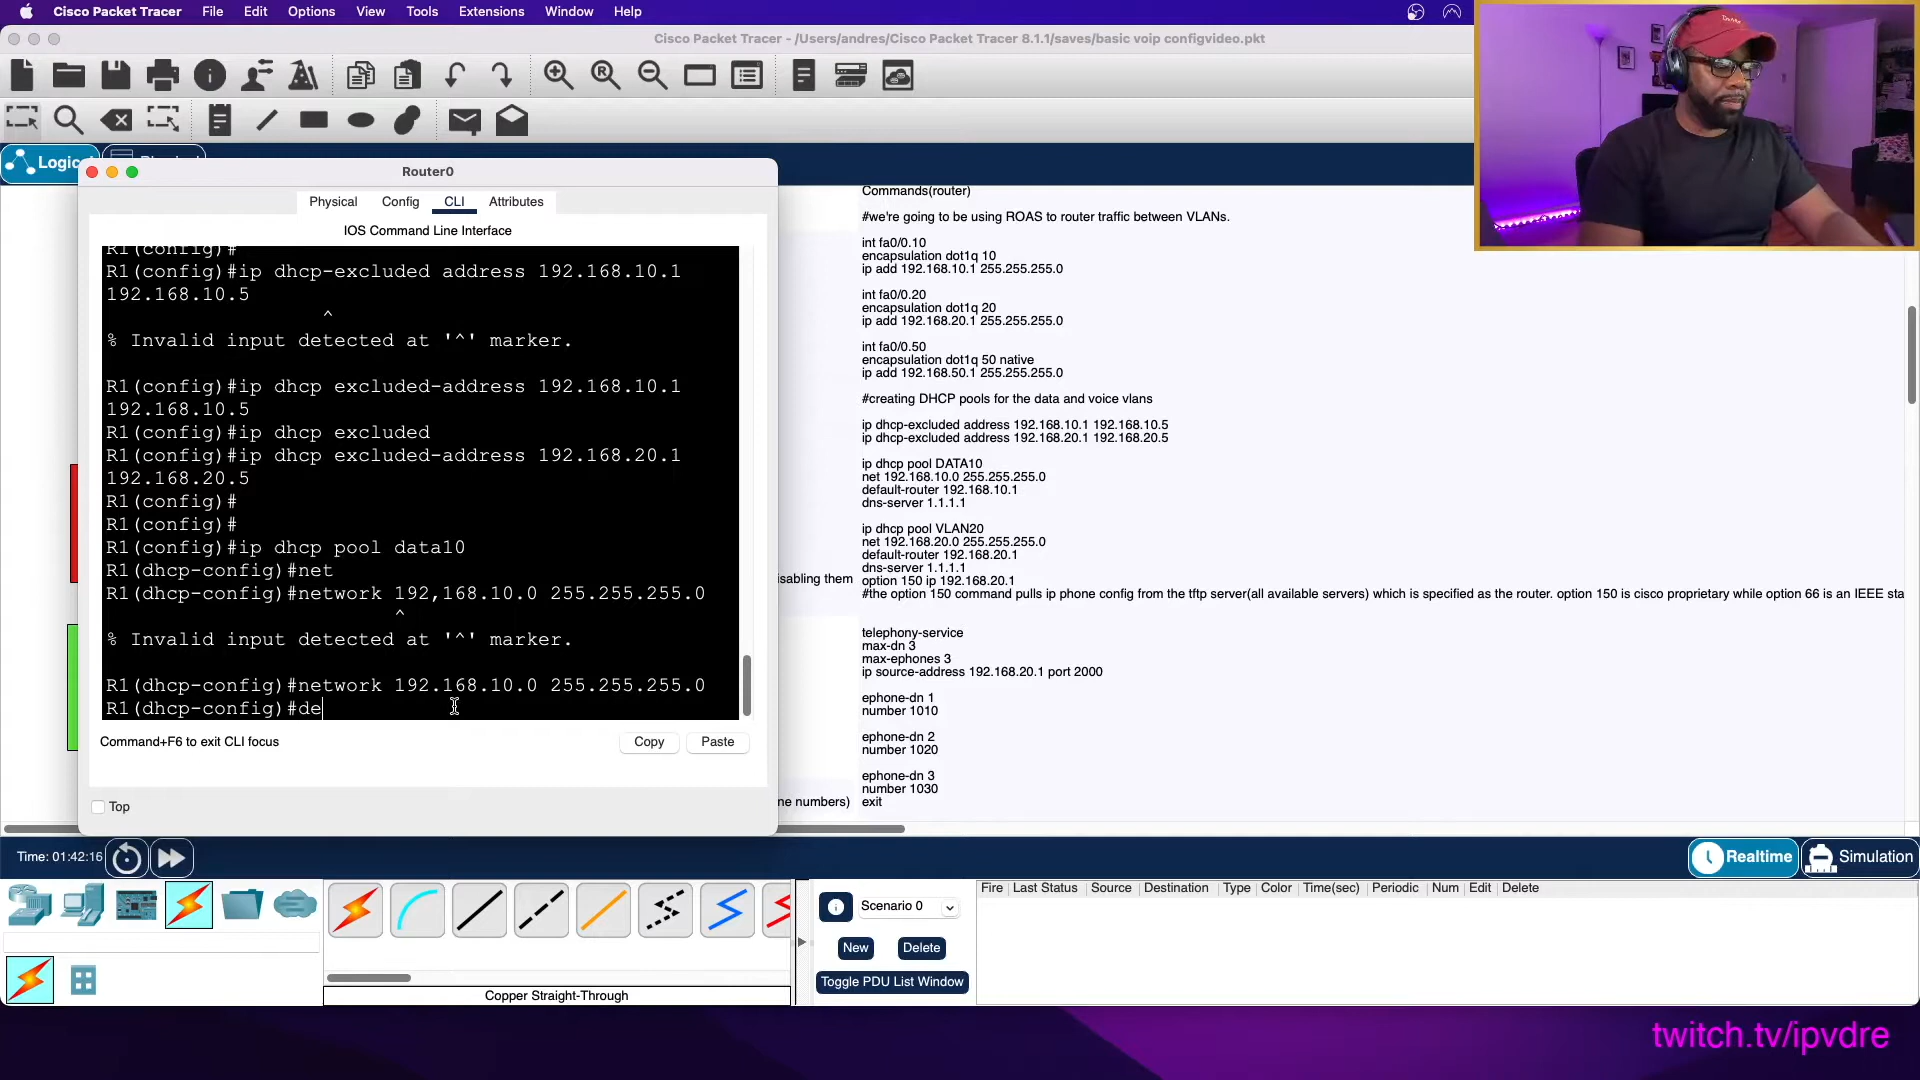 Cisco Packet Tracer File Edit Options View Tools Extensions Window Help
Cisco Packet Tracer - /Users/andres/Cisco Packet Tracer 8.1.1/saves/basic voip configvideo.pkt
Logical
Router0
Physical Config CLI Attributes
IOS Command Line Interface
R1(config)#
R1(config)#ip dhcp-excluded address 192.168.10.1
192.168.10.5
^
% Invalid input detected at '^' marker.
R1(config)#ip dhcp excluded-address 192.168.10.1
192.168.10.5
R1(config)#ip dhcp excluded
R1(config)#ip dhcp excluded-address 192.168.20.1
192.168.20.5
R1(config)#
R1(config)#
R1(config)#ip dhcp pool data10
R1(dhcp-config)#net
R1(dhcp-config)#network 192,168.10.0 255.255.255.0
^
% Invalid input detected at '^' marker.
R1(dhcp-config)#network 192.168.10.0 255.255.255.0
R1(dhcp-config)#de
Command+F6 to exit CLI focus
Copy Paste
Top
Commands(router)
#we're going to be using ROAS to router traffic between VLANs.
int fa0/0.10
encapsulation dot1q 10
ip add 192.168.10.1 255.255.255.0
int fa0/0.20
encapsulation dot1q 20
ip add 192.168.20.1 255.255.255.0
int fa0/0.50
encapsulation dot1q 50 native
ip add 192.168.50.1 255.255.255.0
#creating DHCP pools for the data and voice vlans
ip dhcp-excluded address 192.168.10.1 192.168.10.5
ip dhcp-excluded address 192.168.20.1 192.168.20.5
ip dhcp pool DATA10
net 192.168.10.0 255.255.255.0
default-router 192.168.10.1
dns-server 1.1.1.1
ip dhcp pool VLAN20
net 192.168.20.0 255.255.255.0
default-router 192.168.20.1
dns-server 1.1.1.1
isabling them option 150 ip 192.168.20.1
#the option 150 command pulls ip phone config from the tftp server(all available servers) which is specified as the router. option 150 is cisco proprietary while option 66 is an IEEE sta
telephony-service
max-dn 3
max-ephones 3
ip source-address 192.168.20.1 port 2000
ephone-dn 1
number 1010
ephone-dn 2
number 1020
ephone-dn 3
number 1030
ne numbers) exit
Time: 01:42:16
Realtime Simulation
Scenario 0
New Delete
Toggle PDU List Window
Fire Last Status Source Destination Type Color Time(sec) Periodic Num Edit Delete
Copper Straight-Through
twitch.tv/ipvdre